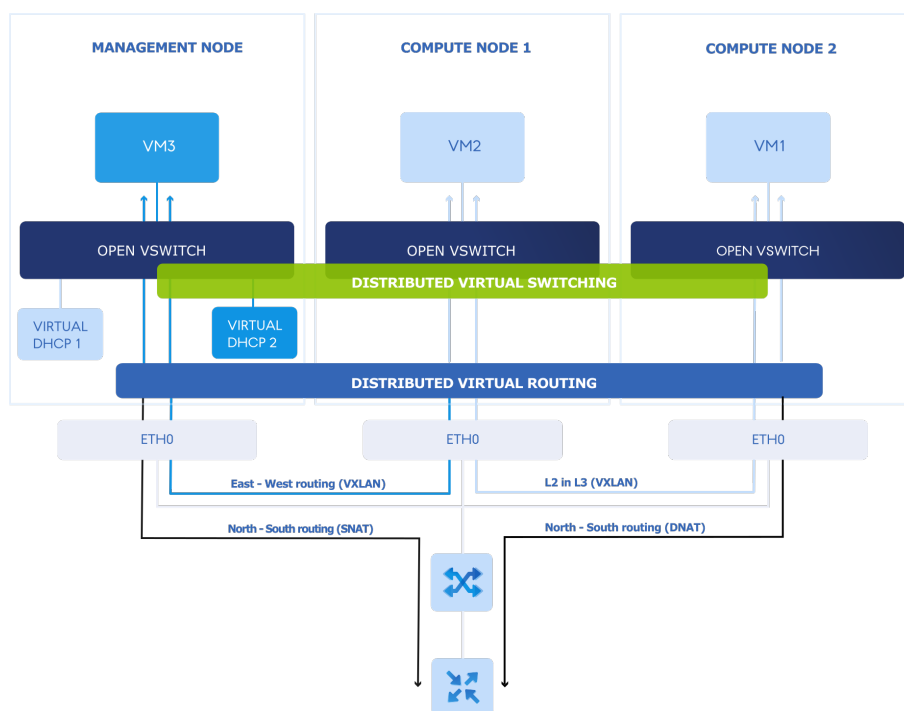 MANAGEMENT NODE
COMPUTE NODE 1
COMPUTE NODE 2
VM3
VM2
VM1
OPEN VSWITCH
OPEN VSWITCH
OPEN VSWITCH
DISTRIBUTED VIRTUAL SWITCHING
VIRTUAL
DHCP 1
VIRTUAL
DHCP 2
DISTRIBUTED VIRTUAL ROUTING
ETH0
ETH0
ETH0
East - West routing (VXLAN)
L2 in L3 (VXLAN)
North - South routing (SNAT)
North - South routing (DNAT)